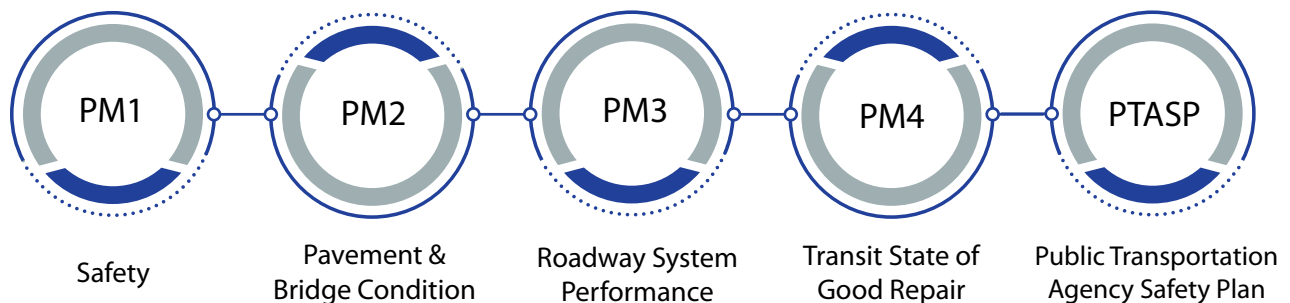 PM1
PM2
PM3
PM4
PTASP
Safety
Pavement &
Bridge Condition
Roadway System
Performance
Transit State of
Good Repair
Public Transportation
Agency Safety Plan